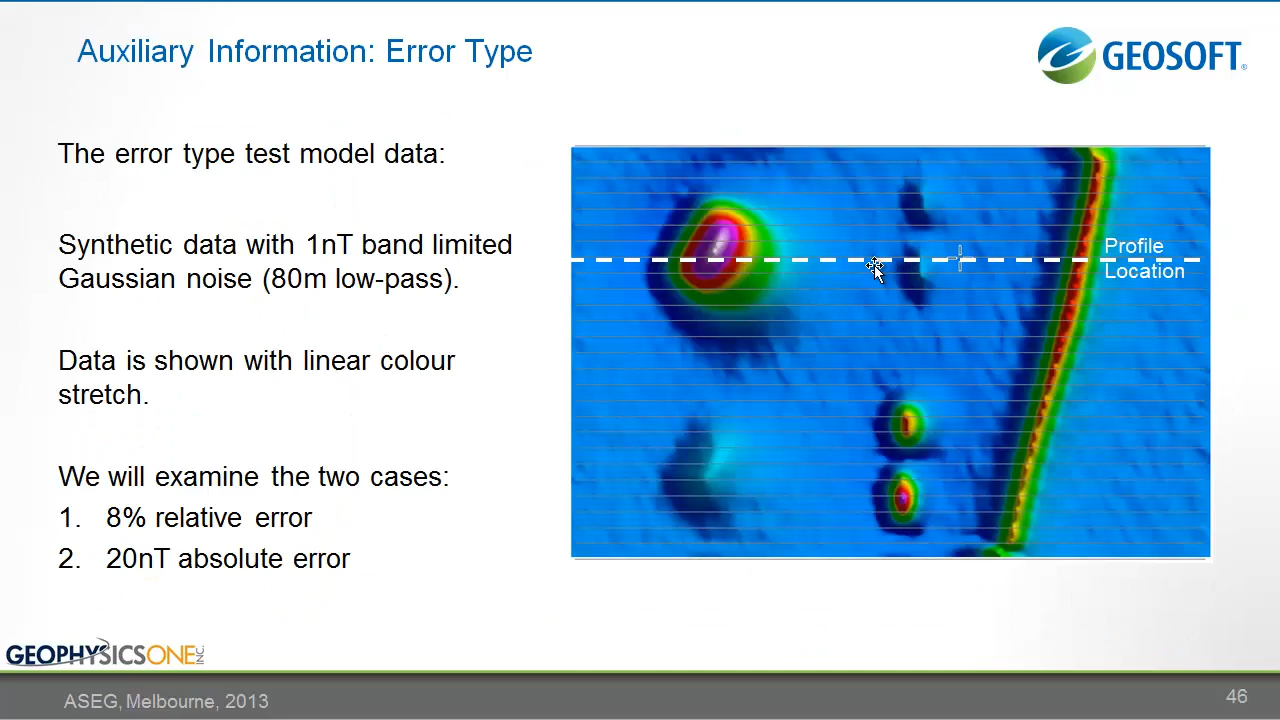 Auxiliary Information: Error Type
GEOSOFT
The error type test model data:
Synthetic data with 1nT band limited
Gaussian noise (80m low-pass).
Data is shown with linear colour
stretch.
We will examine the two cases:
1. 8% relative error
2. 20nT absolute error
Profile
Location
GEOPHYSICSONE INC.
ASEG, Melbourne, 2013
46